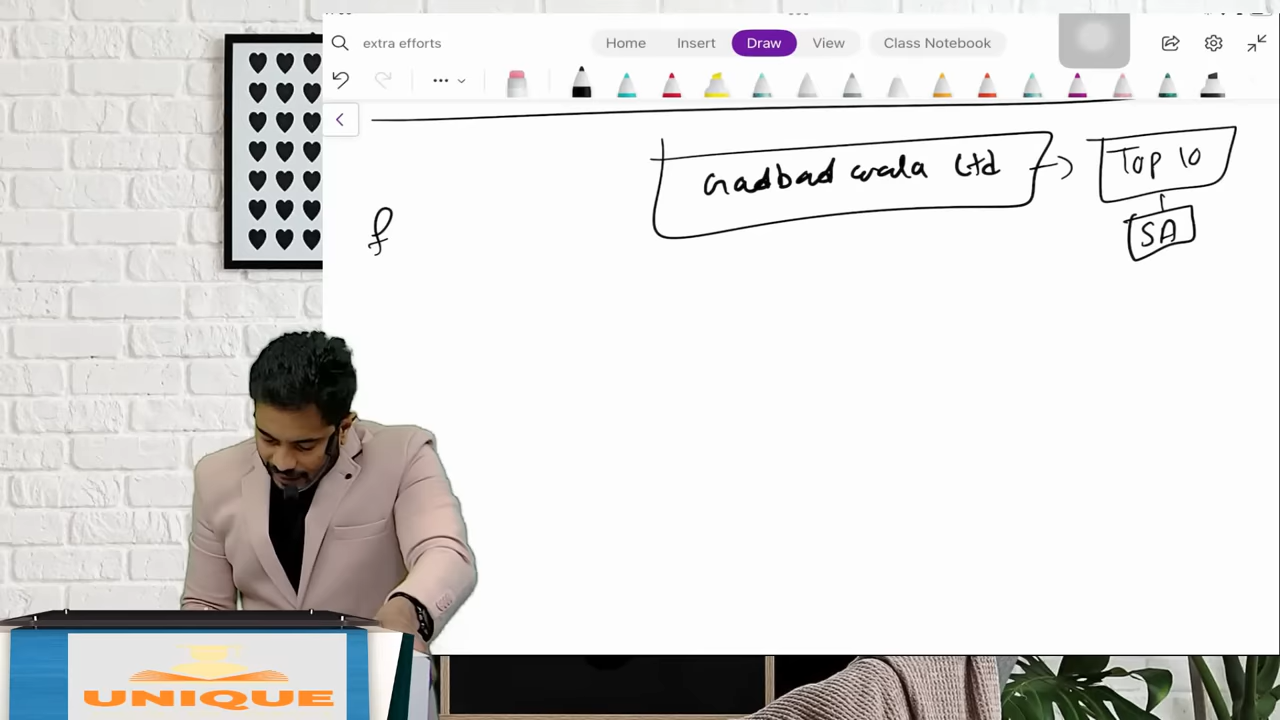 extra efforts
Home Insert Draw View Class Notebook
Gadbad wala Ltd
Top 10
SA
f
UNIQUE